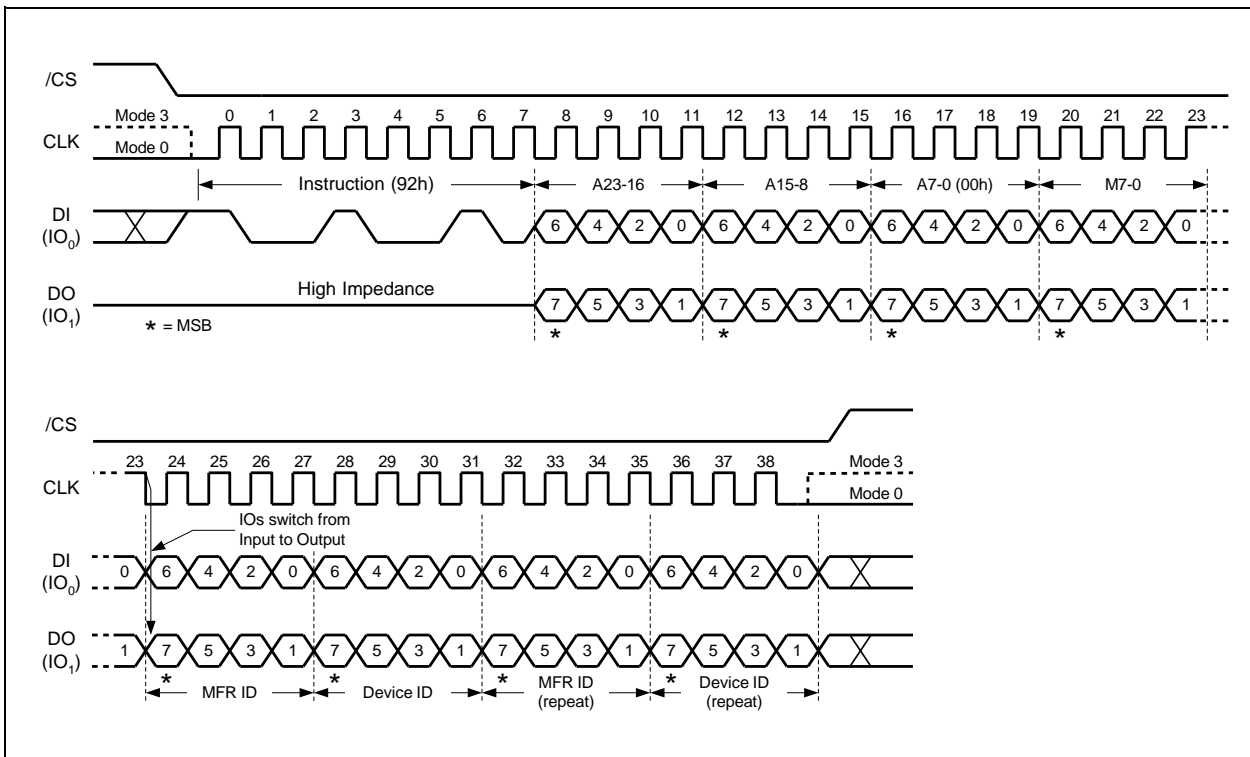 /CS
Mode 3 0 1 2 3 4 5 6 7 8 9 10 11 12 13 14 15 16 17 18 19 20 21 22 23
CLK
Mode 0
Instruction (92h) A23-16 A15-8 A7-0 (00h) M7-0
DI
(IO0) 6 4 2 0 6 4 2 0 6 4 2 0 6 4 2 0
High Impedance
DO
(IO1) 7 5 3 1 7 5 3 1 7 5 3 1 7 5 3 1
* = MSB * * * *
/CS
23 24 25 26 27 28 29 30 31 32 33 34 35 36 37 38 Mode 3
CLK
Mode 0
IOs switch from
Input to Output
DI
(IO0) 0 6 4 2 0 6 4 2 0 6 4 2 0 6 4 2 0
DO
(IO1) 1 7 5 3 1 7 5 3 1 7 5 3 1 7 5 3 1
* * * *
MFR ID Device ID MFR ID Device ID
(repeat) (repeat)